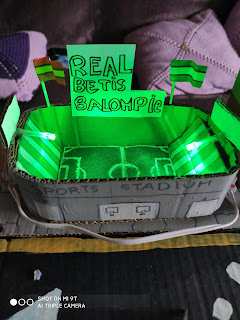 REAL
BETIS
BALOMPIE
PORTS STADIUM
SHOT ON MI 9T
AI TRIPLE CAMERA